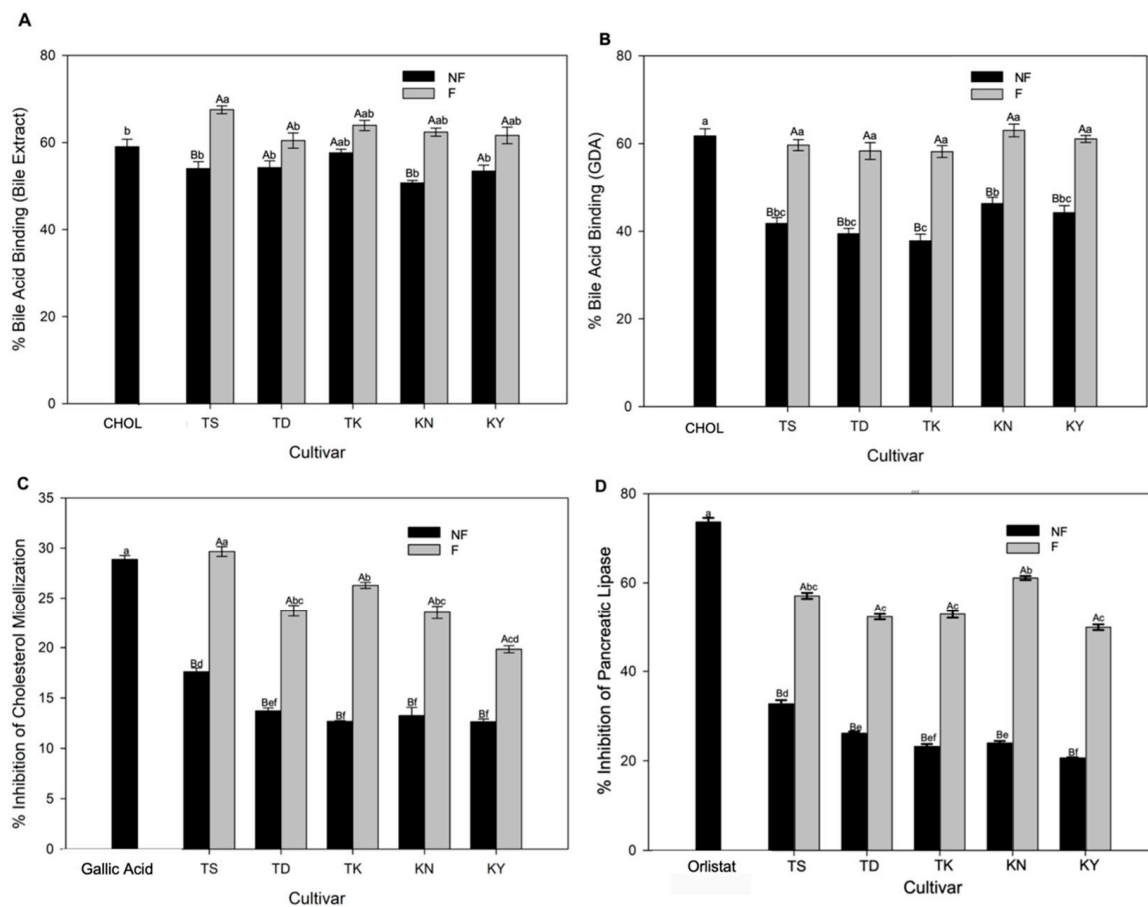 A
% Bile Acid Binding (Bile Extract)
80
60
40
20
0
NF
F
b
Bb
Aa
Ab
Ab
Aab
Aab
Bb
Aab
Ab
Aab
CHOL
TS
TD
TK
KN
KY
Cultivar
B
% Bile Acid Binding (GDA)
80
60
40
20
0
NF
F
a
Bbc
Aa
Bbc
Aa
Bc
Aa
Bb
Aa
Bbc
Aa
CHOL
TS
TD
TK
KN
KY
Cultivar
C
% Inhibition of Cholesterol Micellization
35
30
25
20
15
10
5
0
NF
F
a
Bd
Aa
Bef
Abc
Bf
Ab
Bf
Abc
Bf
Acd
Gallic Acid
TS
TD
TK
KN
KY
Cultivar
D
% Inhibition of Pancreatic Lipase
80
60
40
20
0
NF
F
a
Bd
Abc
Be
Ac
Bef
Ac
Be
Ab
Bf
Ac
Orlistat
TS
TD
TK
KN
KY
Cultivar